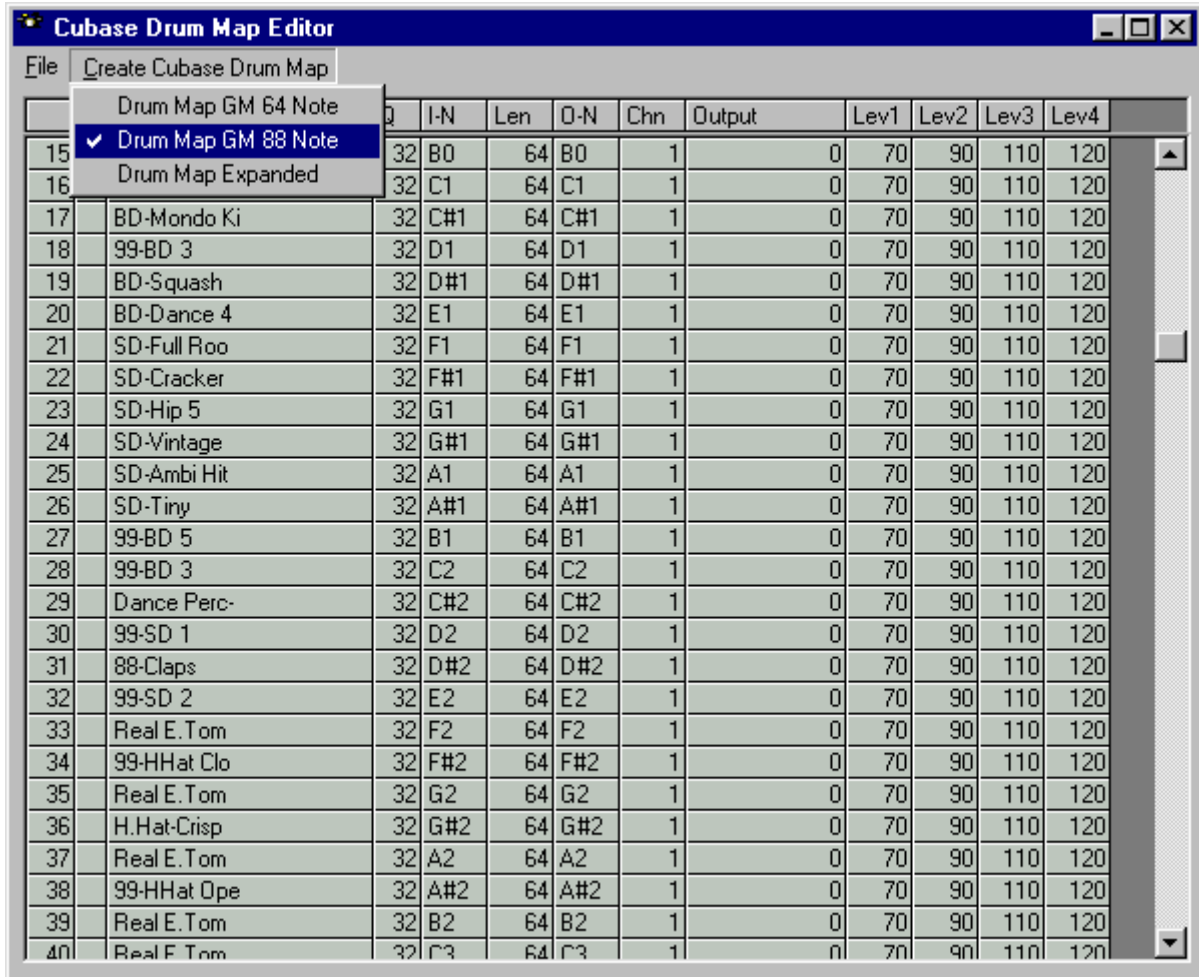 Cubase Drum Map Editor
File Create Cubase Drum Map
Drum Map GM 64 Note
Drum Map GM 88 Note
Drum Map Expanded
Q I-N Len O-N Chn Output Lev1 Lev2 Lev3 Lev4
15 32 B0 64 B0 1 0 70 90 110 120
16 32 C1 64 C1 1 0 70 90 110 120
17 BD-Mondo Ki 32 C#1 64 C#1 1 0 70 90 110 120
18 99-BD 3 32 D1 64 D1 1 0 70 90 110 120
19 BD-Squash 32 D#1 64 D#1 1 0 70 90 110 120
20 BD-Dance 4 32 E1 64 E1 1 0 70 90 110 120
21 SD-Full Roo 32 F1 64 F1 1 0 70 90 110 120
22 SD-Cracker 32 F#1 64 F#1 1 0 70 90 110 120
23 SD-Hip 5 32 G1 64 G1 1 0 70 90 110 120
24 SD-Vintage 32 G#1 64 G#1 1 0 70 90 110 120
25 SD-Ambi Hit 32 A1 64 A1 1 0 70 90 110 120
26 SD-Tiny 32 A#1 64 A#1 1 0 70 90 110 120
27 99-BD 5 32 B1 64 B1 1 0 70 90 110 120
28 99-BD 3 32 C2 64 C2 1 0 70 90 110 120
29 Dance Perc- 32 C#2 64 C#2 1 0 70 90 110 120
30 99-SD 1 32 D2 64 D2 1 0 70 90 110 120
31 88-Claps 32 D#2 64 D#2 1 0 70 90 110 120
32 99-SD 2 32 E2 64 E2 1 0 70 90 110 120
33 Real E.Tom 32 F2 64 F2 1 0 70 90 110 120
34 99-HHat Clo 32 F#2 64 F#2 1 0 70 90 110 120
35 Real E.Tom 32 G2 64 G2 1 0 70 90 110 120
36 H.Hat-Crisp 32 G#2 64 G#2 1 0 70 90 110 120
37 Real E.Tom 32 A2 64 A2 1 0 70 90 110 120
38 99-HHat Ope 32 A#2 64 A#2 1 0 70 90 110 120
39 Real E.Tom 32 B2 64 B2 1 0 70 90 110 120
40 Real E.Tom 32 C3 64 C3 1 0 70 90 110 120